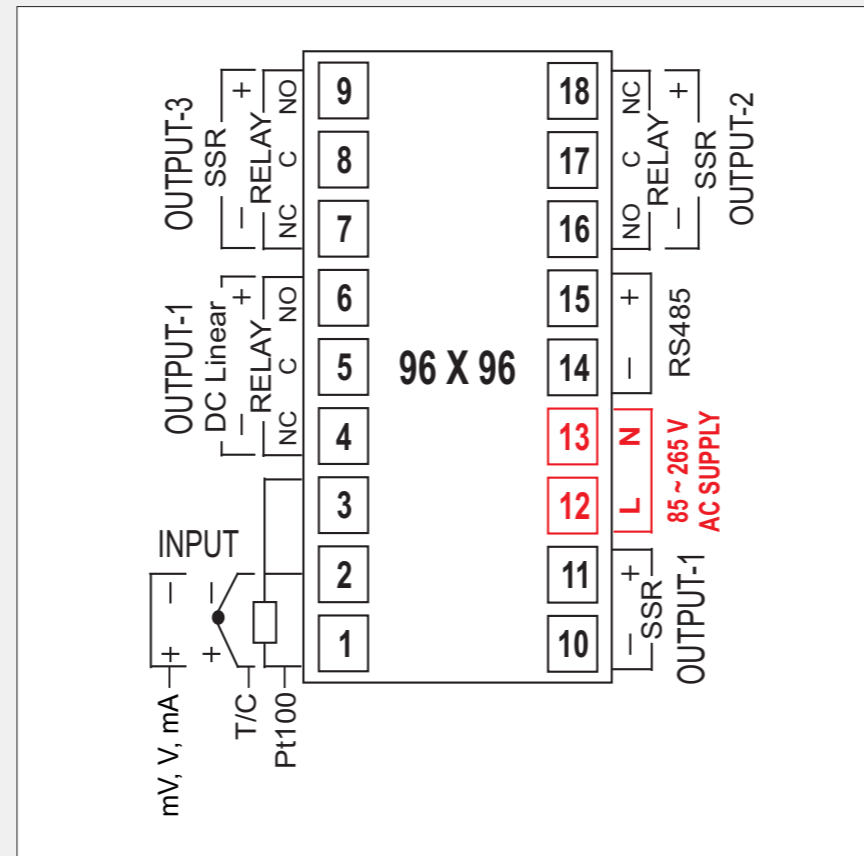 OUTPUT-3
SSR
+
−
RELAY
NO
C
NC
9
8
7
OUTPUT-1
DC Linear
+
−
RELAY
NO
C
NC
6
5
4
INPUT
3
2
1
−
+
mV, V, mA
−
+
T/C
Pt100
96 X 96
18
17
16
NC
C
NO
RELAY
+
−
SSR
OUTPUT-2
15
14
+
−
RS485
13
12
N
L
85 ~ 265 V
AC SUPPLY
11
10
+
−
SSR
OUTPUT-1